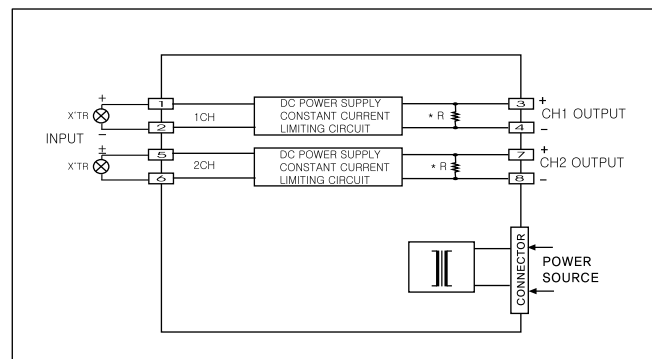 +
X'TR
1
1CH
DC POWER SUPPLY
CONSTANT CURRENT
LIMITING CIRCUIT
* R
3
+
CH1 OUTPUT
INPUT
−
2
4
−
±
X'TR
5
2CH
DC POWER SUPPLY
CONSTANT CURRENT
LIMITING CIRCUIT
* R
7
+
CH2 OUTPUT
6
8
−
CONNECTOR
POWER
SOURCE